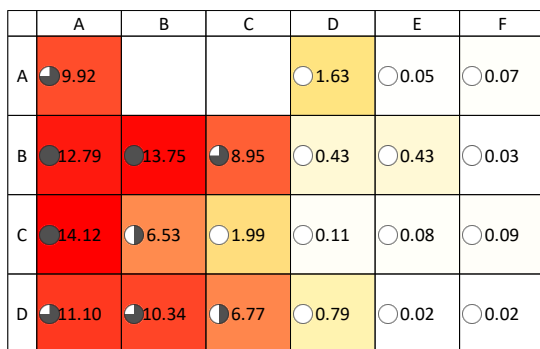 A B C D E F
A 9.92 1.63 0.05 0.07
B 12.79 13.75 8.95 0.43 0.43 0.03
C 14.12 6.53 1.99 0.11 0.08 0.09
D 11.10 10.34 6.77 0.79 0.02 0.02